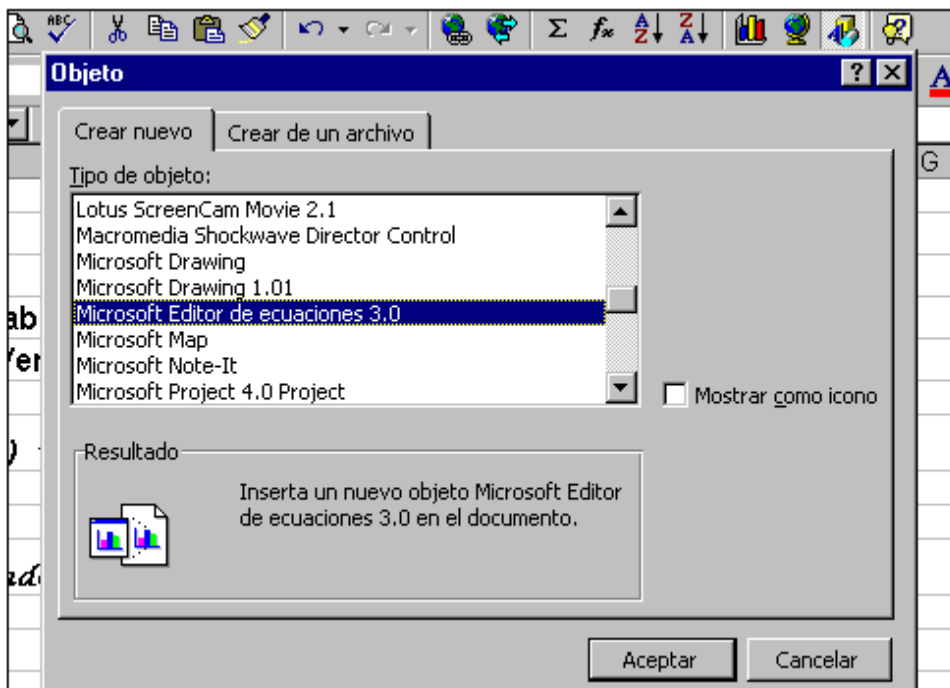 ABC
Σ fx A Z Z A ?
Objeto ?
A
Crear nuevo Crear de un archivo
G
Tipo de objeto:
Lotus ScreenCam Movie 2.1
Macromedia Shockwave Director Control
Microsoft Drawing
Microsoft Drawing 1.01
Microsoft Editor de ecuaciones 3.0
Microsoft Map
Microsoft Note-It
Microsoft Project 4.0 Project
Mostrar como icono
Resultado
Inserta un nuevo objeto Microsoft Editor
de ecuaciones 3.0 en el documento.
Aceptar Cancelar